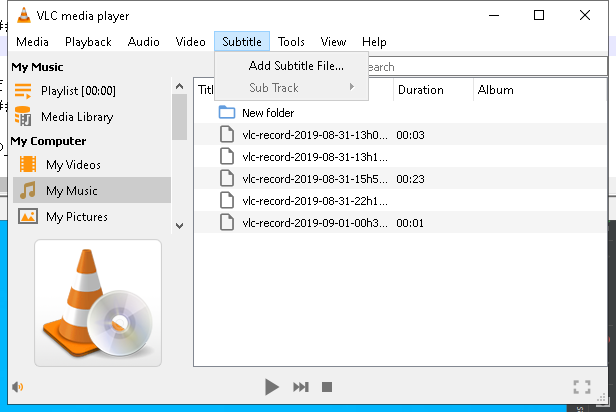 VLC media player
Media Playback Audio Video Subtitle Tools View Help
Add Subtitle File...
Sub Track
My Music
Playlist [00:00]
Media Library
My Computer
My Videos
My Music
My Pictures
Duration Album
New folder
vlc-record-2019-08-31-13h0... 00:03
vlc-record-2019-08-31-13h1...
vlc-record-2019-08-31-15h5... 00:23
vlc-record-2019-08-31-22h1...
vlc-record-2019-09-01-00h3... 00:01